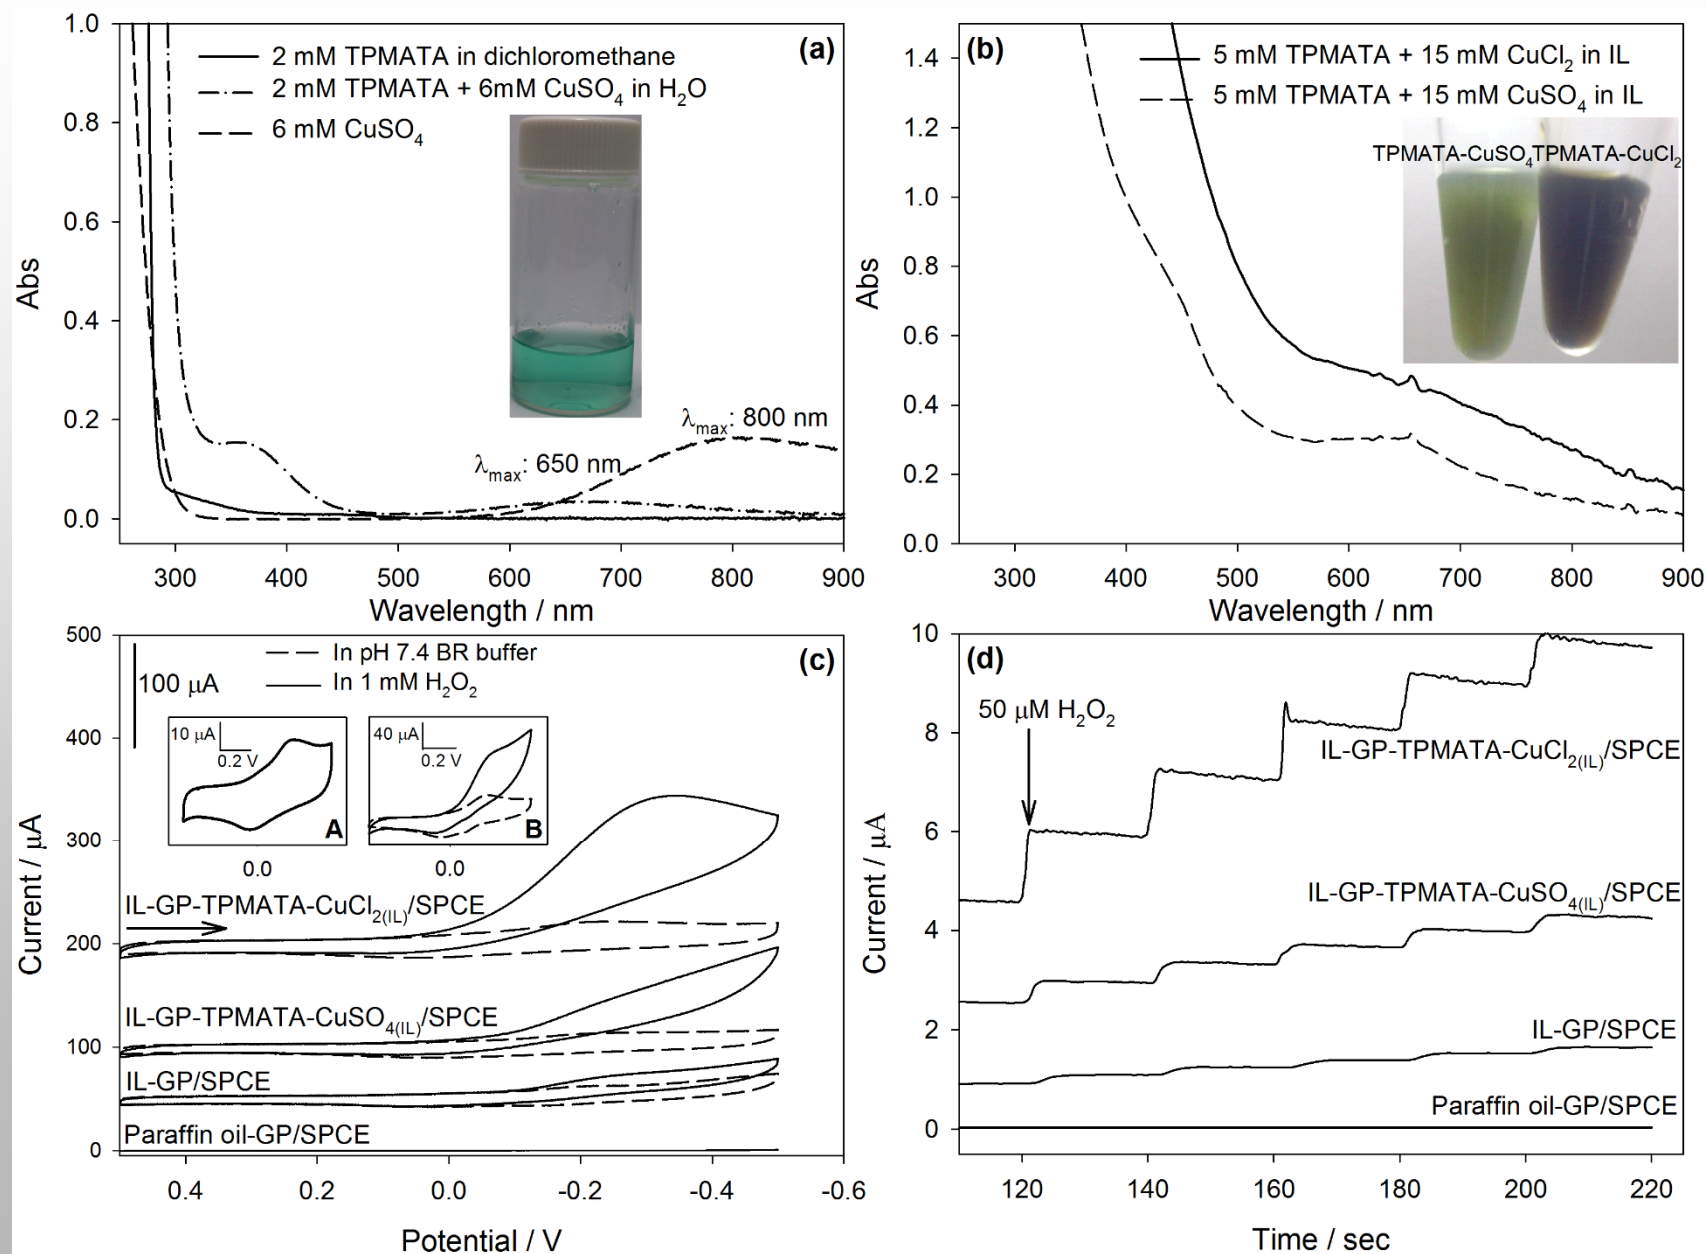 (a)
2 mM TPMATA in dichloromethane
2 mM TPMATA + 6mM CuSO₄ in H₂O
6 mM CuSO₄
λmax: 650 nm
λmax: 800 nm
Abs
1.0
0.8
0.6
0.4
0.2
0.0
300 400 500 600 700 800 900
Wavelength / nm
(b)
5 mM TPMATA + 15 mM CuCl₂ in IL
5 mM TPMATA + 15 mM CuSO₄ in IL
TPMATA-CuSO₄ TPMATA-CuCl₂
Abs
1.4
1.2
1.0
0.8
0.6
0.4
0.2
0.0
300 400 500 600 700 800 900
Wavelength / nm
(c)
100 μA
In pH 7.4 BR buffer
In 1 mM H₂O₂
10 μA
0.2 V
A
0.0
40 μA
0.2 V
B
0.0
IL-GP-TPMATA-CuCl₂(IL)/SPCE
IL-GP-TPMATA-CuSO₄(IL)/SPCE
IL-GP/SPCE
Paraffin oil-GP/SPCE
Current / μA
500
400
300
200
100
0
0.4 0.2 0.0 -0.2 -0.4 -0.6
Potential / V
(d)
50 μM H₂O₂
IL-GP-TPMATA-CuCl₂(IL)/SPCE
IL-GP-TPMATA-CuSO₄(IL)/SPCE
IL-GP/SPCE
Paraffin oil-GP/SPCE
Current / μA
10
8
6
4
2
0
120 140 160 180 200 220
Time / sec